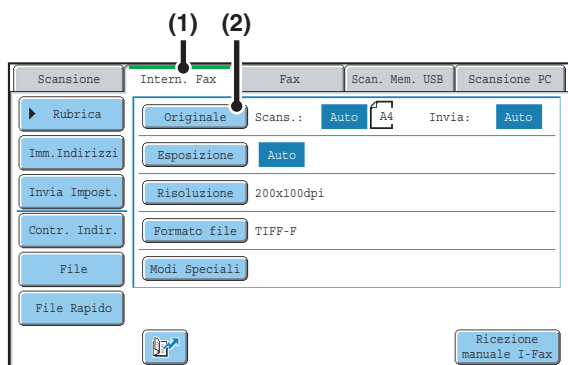 (1) (2)
Scansione Intern. Fax Fax Scan. Mem. USB Scansione PC
Rubrica Originale Scans.: Auto A4 Invia: Auto
Imm.Indirizzi Esposizione Auto
Invia Impost. Risoluzione 200x100dpi
Contr. Indir. Formato file TIFF-F
File Modi Speciali
File Rapido
Ricezione
manuale I-Fax